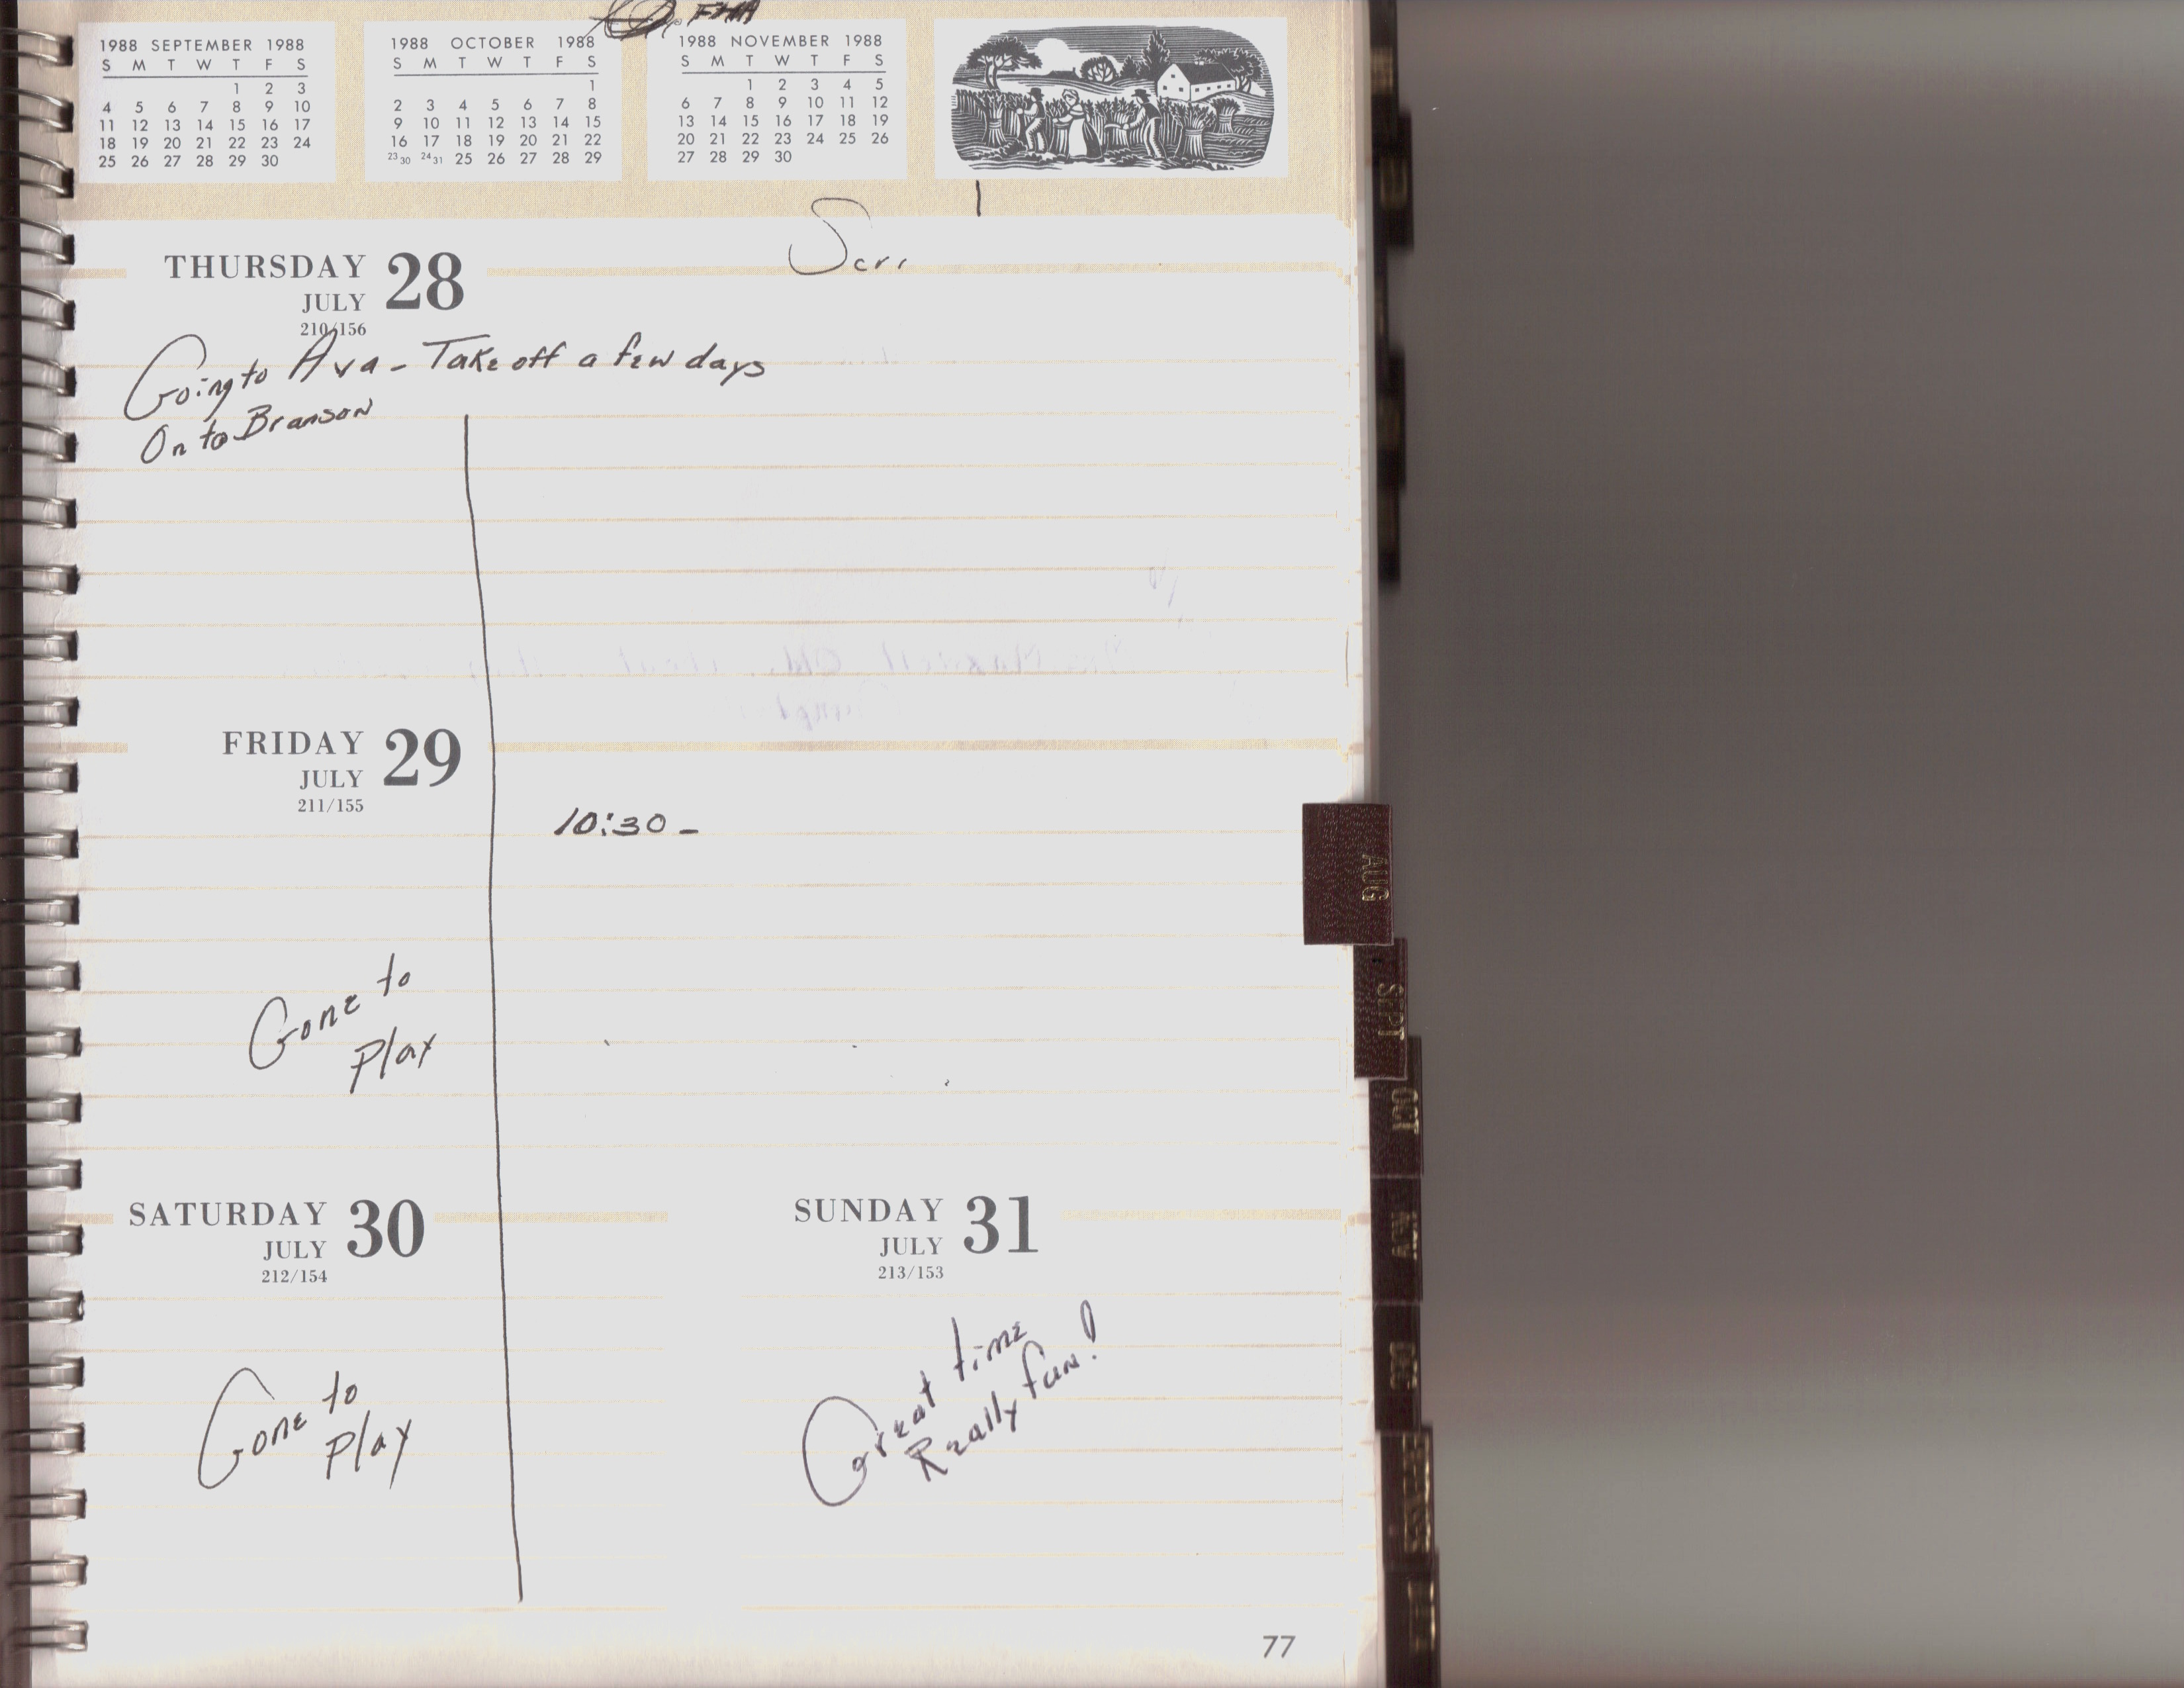 FHA
1988 SEPTEMBER 1988
S M T W T F S
1 2 3
4 5 6 7 8 9 10
11 12 13 14 15 16 17
18 19 20 21 22 23 24
25 26 27 28 29 30
1988 OCTOBER 1988
S M T W T F S
1
2 3 4 5 6 7 8
9 10 11 12 13 14 15
16 17 18 19 20 21 22
23 30 24 31 25 26 27 28 29
1988 NOVEMBER 1988
S M T W T F S
1 2 3 4 5
6 7 8 9 10 11 12
13 14 15 16 17 18 19
20 21 22 23 24 25 26
27 28 29 30
THURSDAY 28
JULY
210/156
Going to Ava - Take off a few days
On to Branson
FRIDAY 29
JULY
211/155
10:30 -
Gone to
play
SATURDAY 30
JULY
212/154
Gone to
play
SUNDAY 31
JULY
213/153
Great time
Really fun!
AUG
SEPT
OCT
NOV
DEC
77